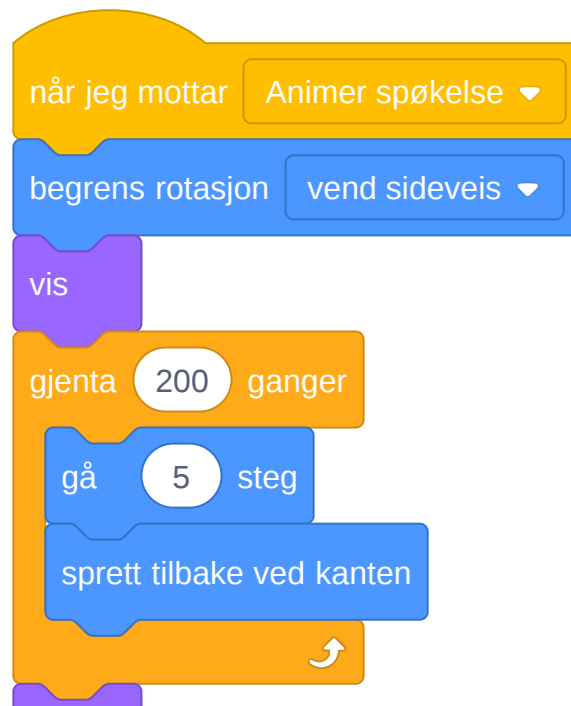 når jeg mottar Animer spøkelse
begrens rotasjon vend sideveis
vis
gjenta 200 ganger
gå 5 steg
sprett tilbake ved kanten